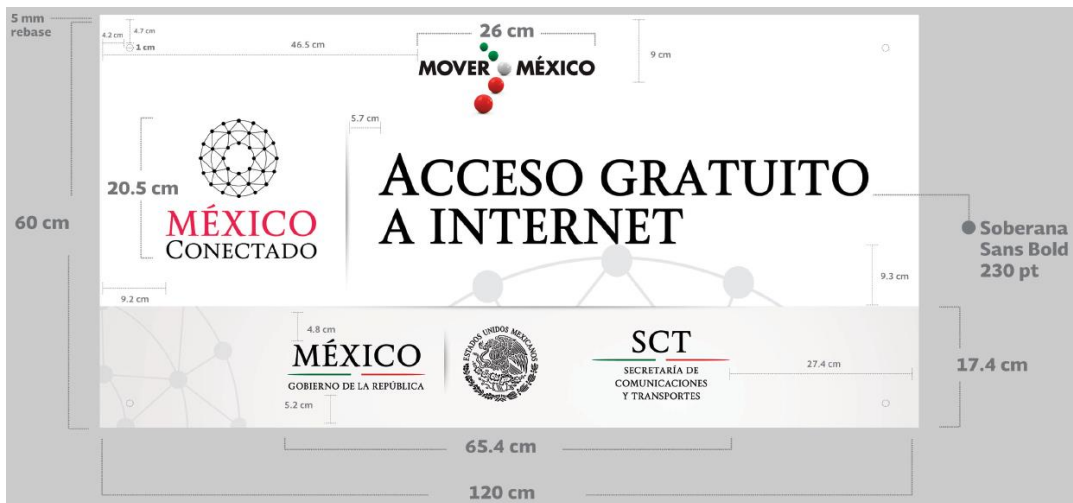 5 mm
rebase
4.2 cm
4.7 cm
1 cm
46.5 cm
26 cm
9 cm
MOVER MÉXICO
5.7 cm
20.5 cm
60 cm
MÉXICO
CONECTADO
ACCESO GRATUITO
A INTERNET
Soberana
Sans Bold
230 pt
9.3 cm
9.2 cm
4.8 cm
MÉXICO
GOBIERNO DE LA REPÚBLICA
ESTADOS UNIDOS MEXICANOS
SCT
SECRETARÍA DE
COMUNICACIONES
Y TRANSPORTES
27.4 cm
17.4 cm
5.2 cm
65.4 cm
120 cm